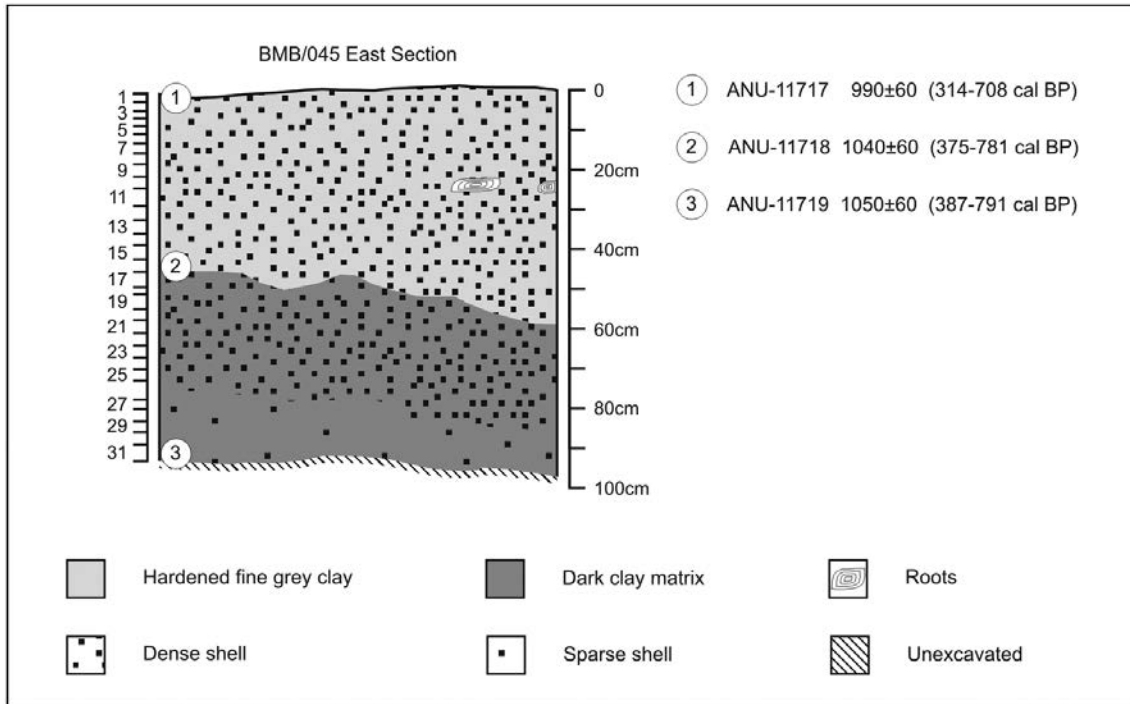 BMB/045 East Section
1
3
5
7
9
11
13
15
17
19
21
23
25
27
29
31
1
2
3
0
20cm
40cm
60cm
80cm
100cm
1 ANU-11717 990±60 (314-708 cal BP)
2 ANU-11718 1040±60 (375-781 cal BP)
3 ANU-11719 1050±60 (387-791 cal BP)
Hardened fine grey clay
Dark clay matrix
Roots
Dense shell
Sparse shell
Unexcavated